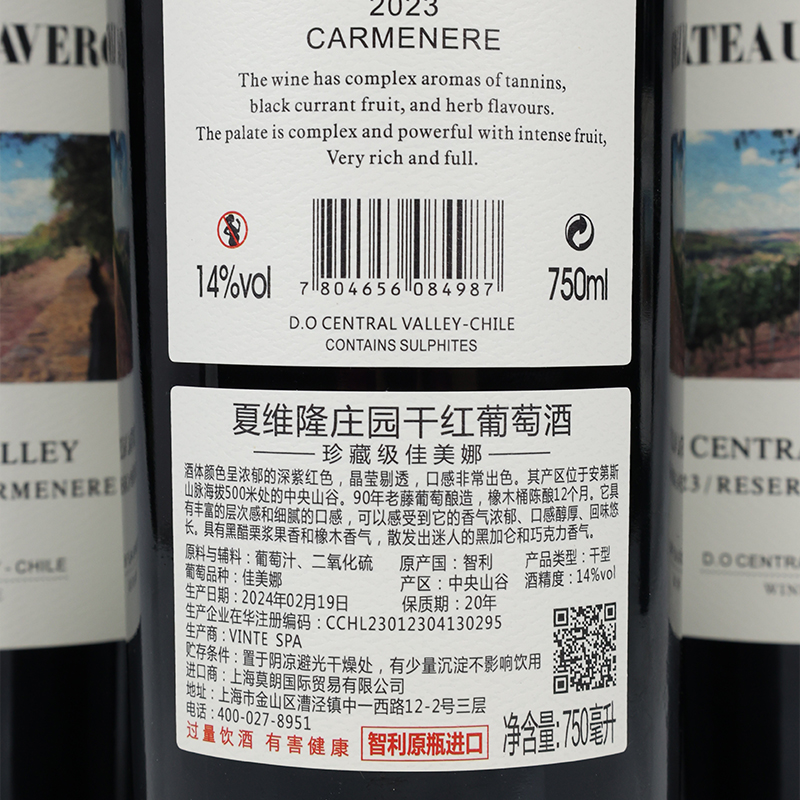 2023
CARMENERE
The wine has complex aromas of tannins,
black currant fruit, and herb flavours.
The palate is complex and powerful with intense fruit,
Very rich and full.
14%vol
7 804656 084987
750ml
D.O CENTRAL VALLEY-CHILE
CONTAINS SULPHITES
夏维隆庄园干红葡萄酒
珍藏级佳美娜
酒体颜色呈浓郁的深紫红色，晶莹剔透，口感非常出色。其产区位于安第斯
山脉海拔500米处的中央山谷。90年老藤葡萄酿造，橡木桶陈酿12个月。它具
有丰富的层次感和细腻的口感，可以感受到它的香气浓郁、口感醇厚、回味悠
长。具有黑醋栗浆果香和橡木香气，散发出迷人的黑加仑和巧克力香气。
原料与辅料：葡萄汁、二氧化硫 原产国：智利 产品类型：干型
葡萄品种：佳美娜 产区：中央山谷 酒精度：14%vol
生产日期：2024年02月19日 保质期：20年
生产企业在华注册编码：CCHL23012304130295
生产商：VINTE SPA
贮存条件：置于阴凉避光干燥处，有少量沉淀不影响饮用
进口商：上海莫朗国际贸易有限公司
地址：上海市金山区漕泾镇中一西路12-2号三层
电话：400-027-8951
过量饮酒 有害健康 智利原瓶进口 净含量:750毫升
AVER
LLEY
RMENERE
- CHILE
ATEAU
CENTRA
3/RESER
D.O CENTRA
WIN